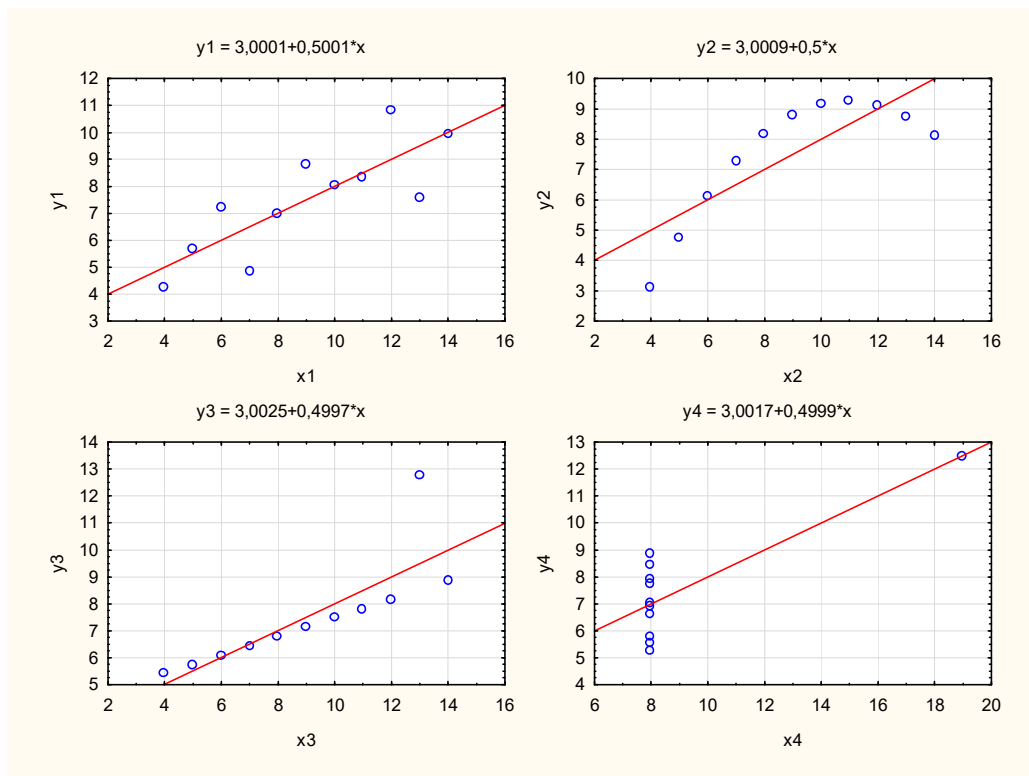 y1 = 3,0001+0,5001*x
12
11
10
9
8
7
6
5
4
3
y1
2 4 6 8 10 12 14 16
x1
y2 = 3,0009+0,5*x
10
9
8
7
6
5
4
3
2
y2
2 4 6 8 10 12 14 16
x2
y3 = 3,0025+0,4997*x
14
13
12
11
10
9
8
7
6
5
y3
2 4 6 8 10 12 14 16
x3
y4 = 3,0017+0,4999*x
13
12
11
10
9
8
7
6
5
4
y4
6 8 10 12 14 16 18 20
x4